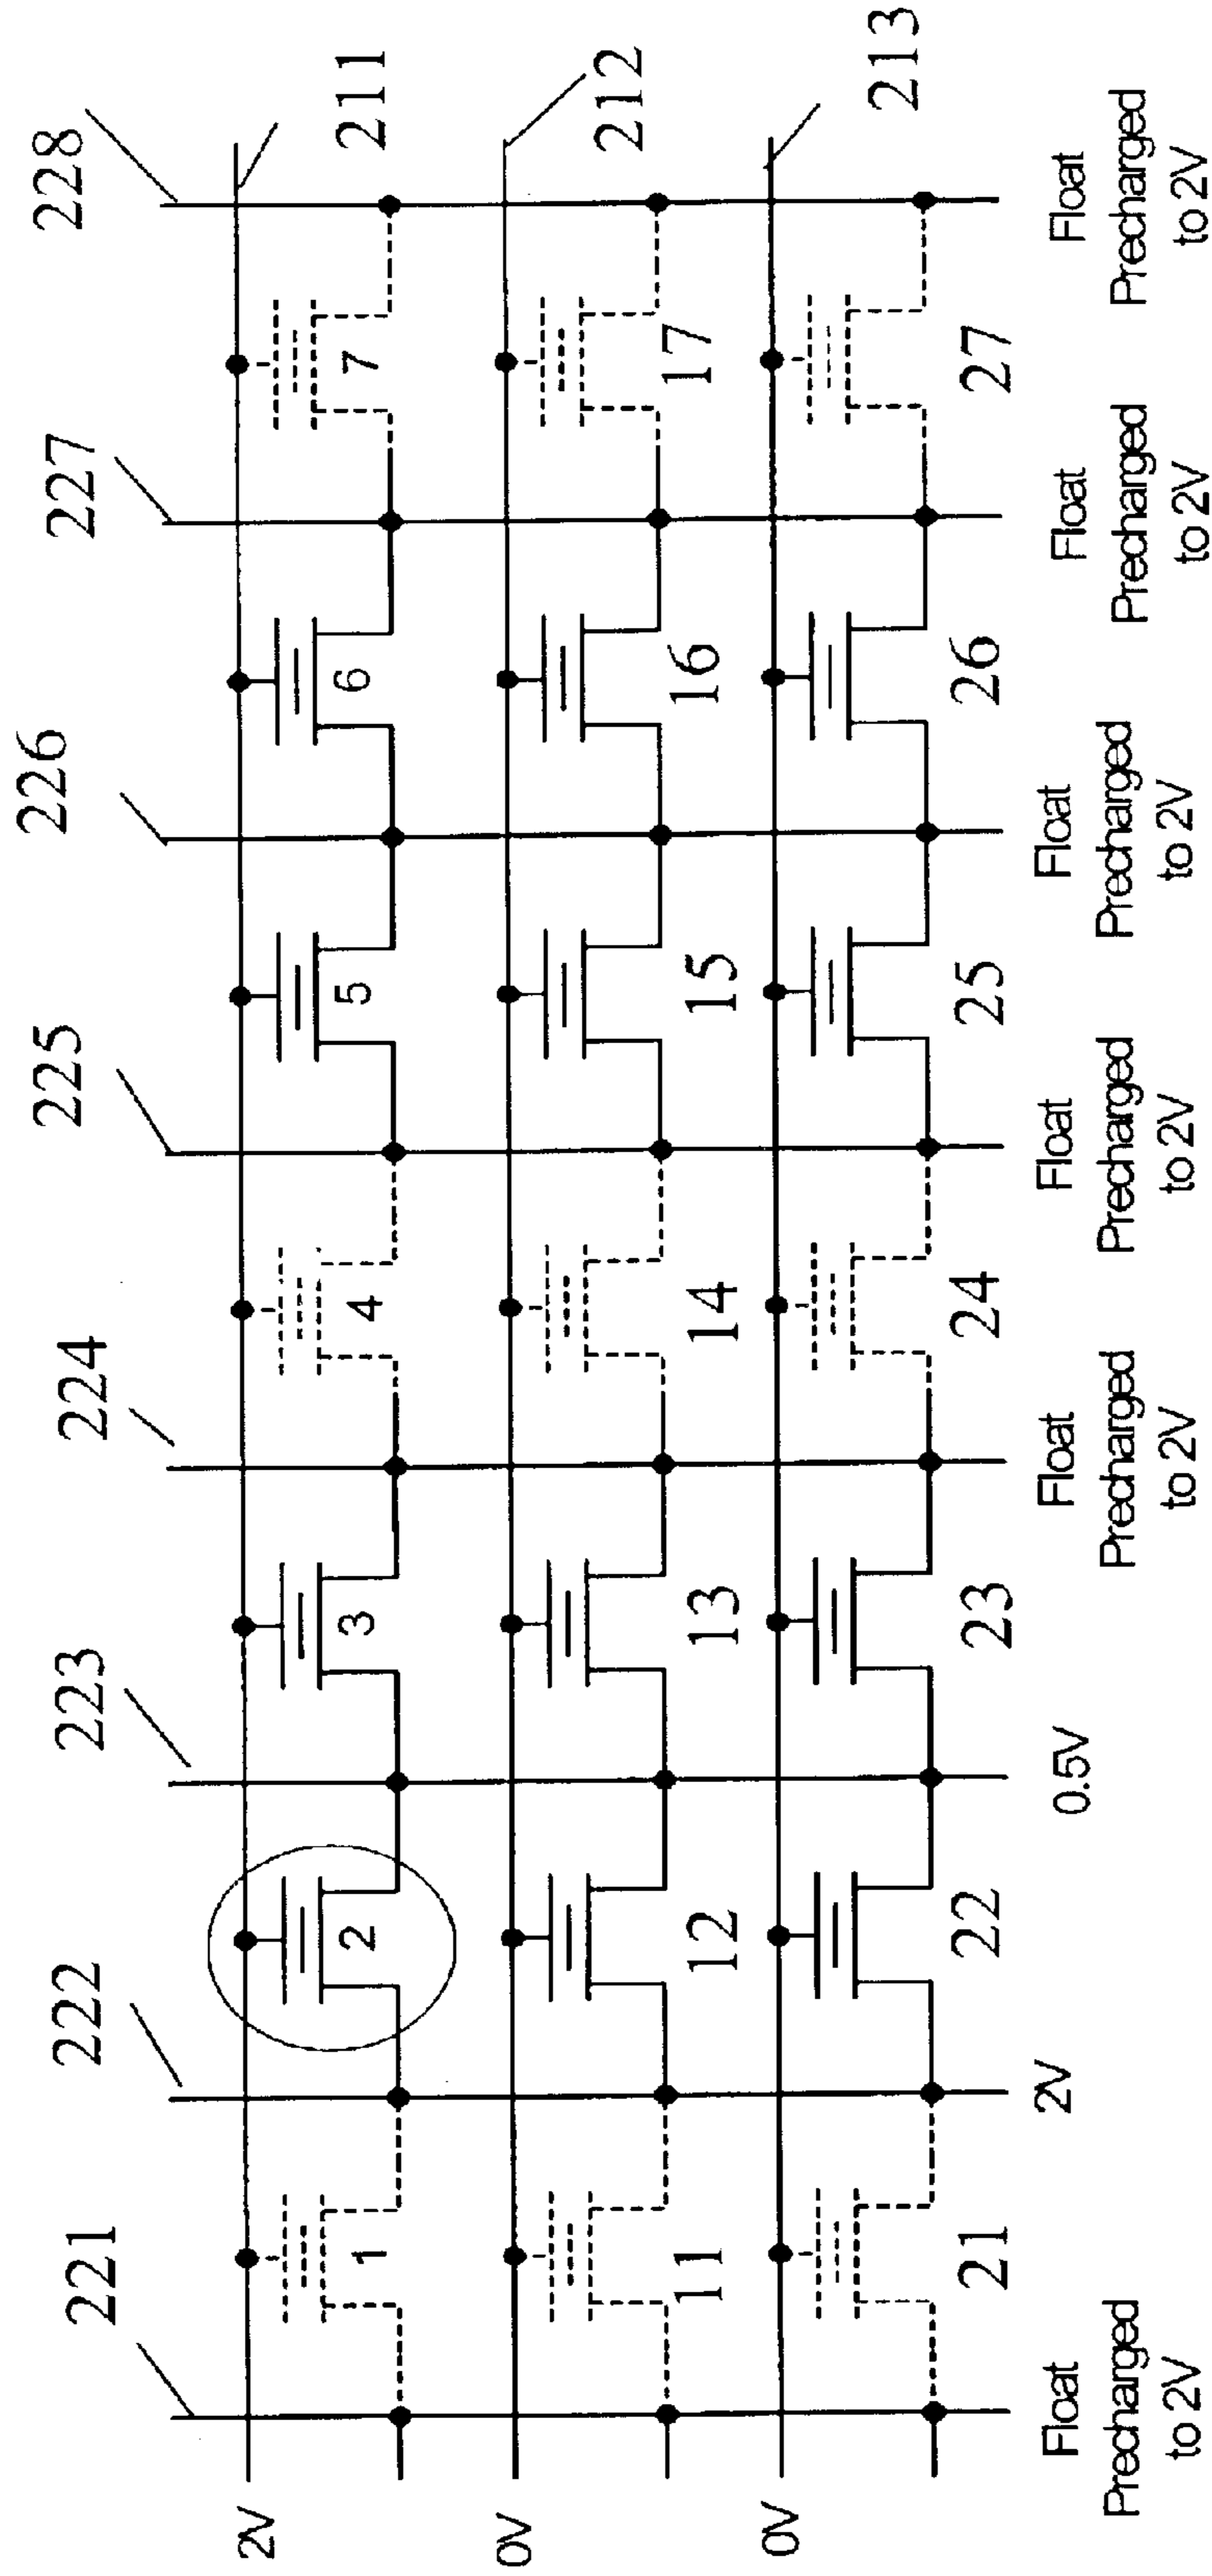 221
222
223
224
225
226
227
228
2V
1
2
3
4
5
6
7
211
0V
11
12
13
14
15
16
17
212
0V
21
22
23
24
25
26
27
213
Float
Precharged
to 2V
2V
0.5V
Float
Precharged
to 2V
Float
Precharged
to 2V
Float
Precharged
to 2V
Float
Precharged
to 2V
Float
Precharged
to 2V